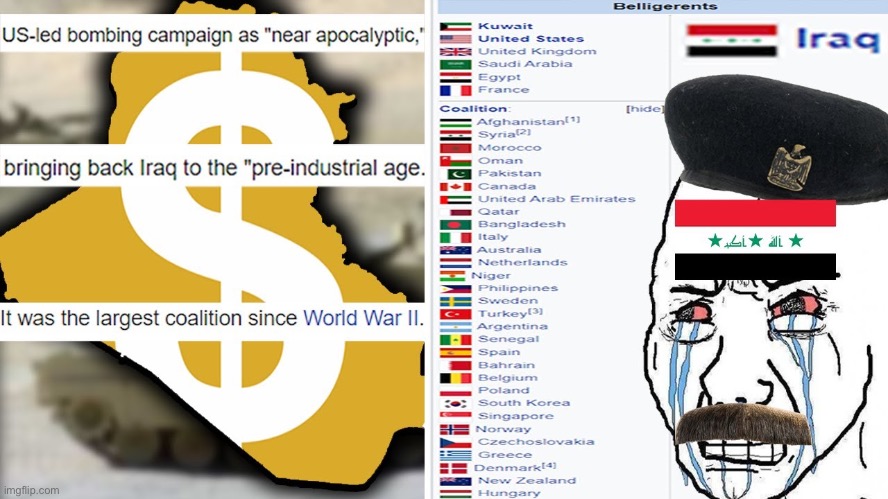 US-led bombing campaign as "near apocalyptic,"
bringing back Iraq to the "pre-industrial age.
It was the largest coalition since World War II.
$
imgflip.com
Belligerents
Kuwait
United States
United Kingdom
Saudi Arabia
Egypt
France
Coalition:
[hide]
Afghanistan[1]
Syria[2]
Morocco
Oman
Pakistan
Canada
United Arab Emirates
Qatar
Bangladesh
Italy
Australia
Netherlands
Niger
Philippines
Sweden
Turkey[3]
Argentina
Senegal
Spain
Bahrain
Belgium
Poland
South Korea
Singapore
Norway
Czechoslovakia
Greece
Denmark[4]
New Zealand
Hungary
Iraq
الله اكبر